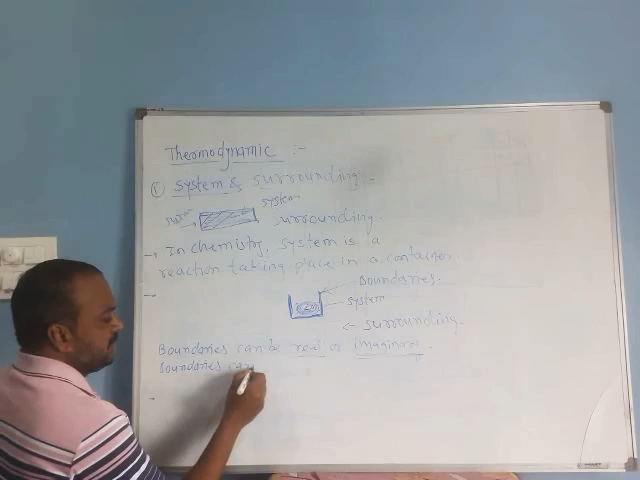 Thermodynamic :-
① System & surrounding -
system
surrounding.
→ In chemistry, system is a
reaction taking place in a container.
Boundaries.
system
← surrounding.
Boundaries can be real or Imaginary.
Boundaries can